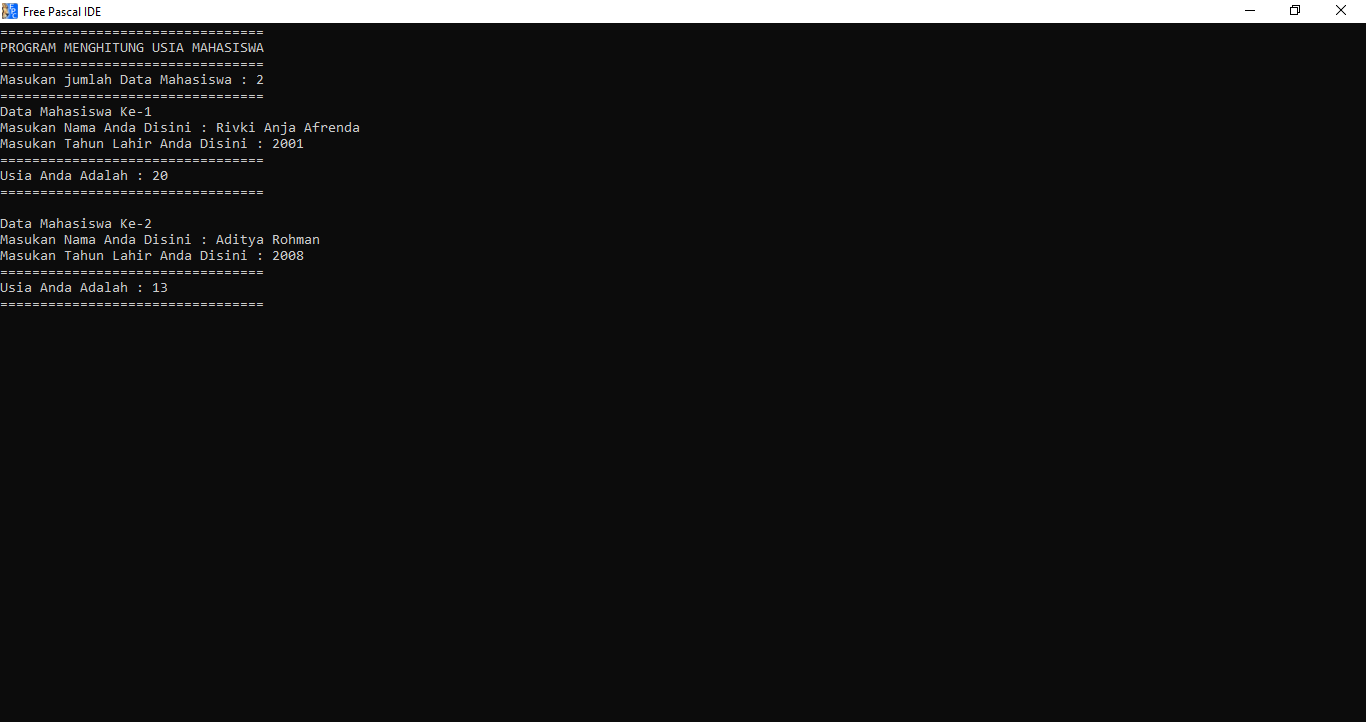 Free Pascal IDE
=================================
PROGRAM MENGHITUNG USIA MAHASISWA
=================================
Masukan jumlah Data Mahasiswa : 2
=================================
Data Mahasiswa Ke-1
Masukan Nama Anda Disini : Rivki Anja Afrenda
Masukan Tahun Lahir Anda Disini : 2001
=================================
Usia Anda Adalah : 20
=================================

Data Mahasiswa Ke-2
Masukan Nama Anda Disini : Aditya Rohman
Masukan Tahun Lahir Anda Disini : 2008
=================================
Usia Anda Adalah : 13
=================================